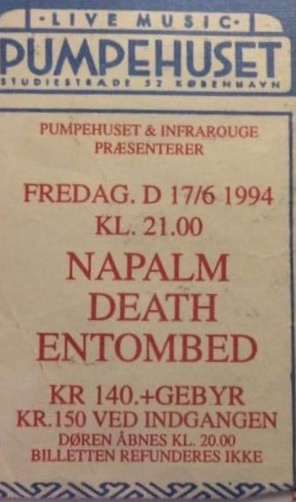 ·LIVE MUSIC·
PUMPEHUSET
STUDIESTRÆDE 52 KØBENHAVN
PUMPEHUSET & INFRAROUGE
PRÆSENTERER
FREDAG. D 17/6 1994
KL. 21.00
NAPALM
DEATH
ENTOMBED
KR 140.+GEBYR
KR.150 VED INDGANGEN
DØREN ÅBNES KL. 20.00
BILLETTEN REFUNDERES IKKE